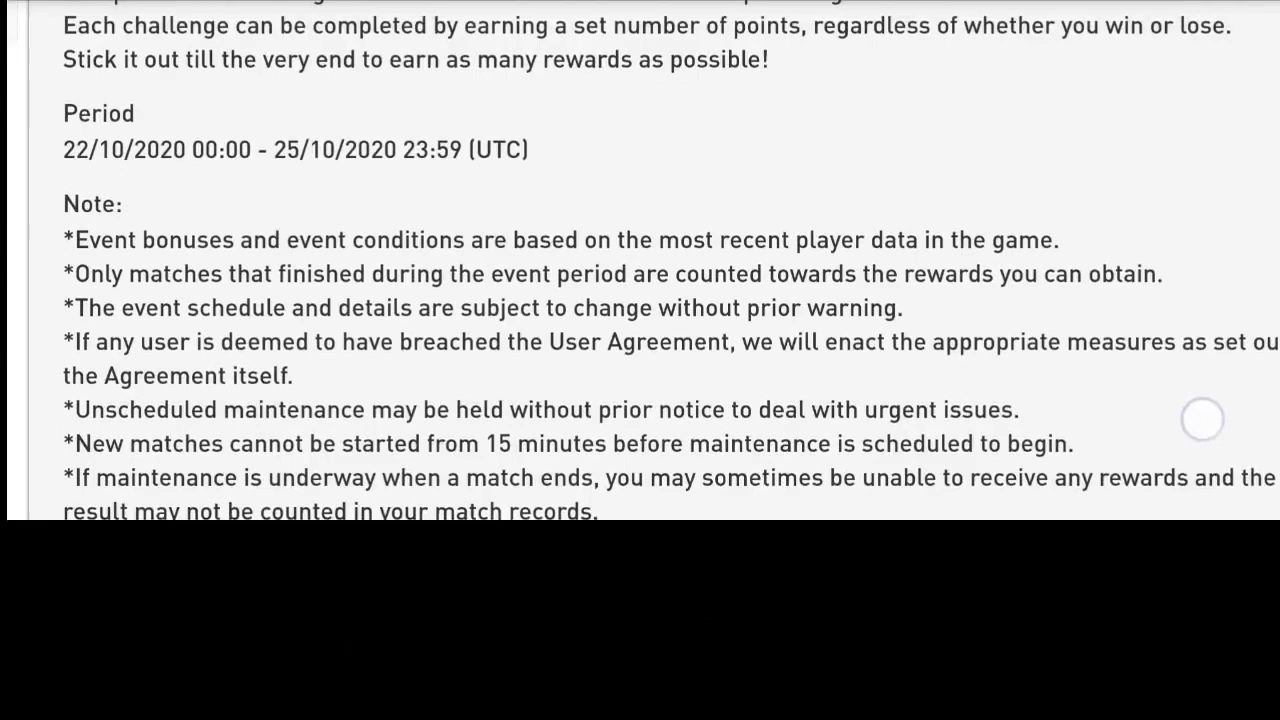 Each challenge can be completed by earning a set number of points, regardless of whether you win or lose.
Stick it out till the very end to earn as many rewards as possible!
Period
22/10/2020 00:00 - 25/10/2020 23:59 (UTC)
Note:
*Event bonuses and event conditions are based on the most recent player data in the game.
*Only matches that finished during the event period are counted towards the rewards you can obtain.
*The event schedule and details are subject to change without prior warning.
*If any user is deemed to have breached the User Agreement, we will enact the appropriate measures as set ou
the Agreement itself.
*Unscheduled maintenance may be held without prior notice to deal with urgent issues.
*New matches cannot be started from 15 minutes before maintenance is scheduled to begin.
*If maintenance is underway when a match ends, you may sometimes be unable to receive any rewards and the
result may not be counted in your match records.